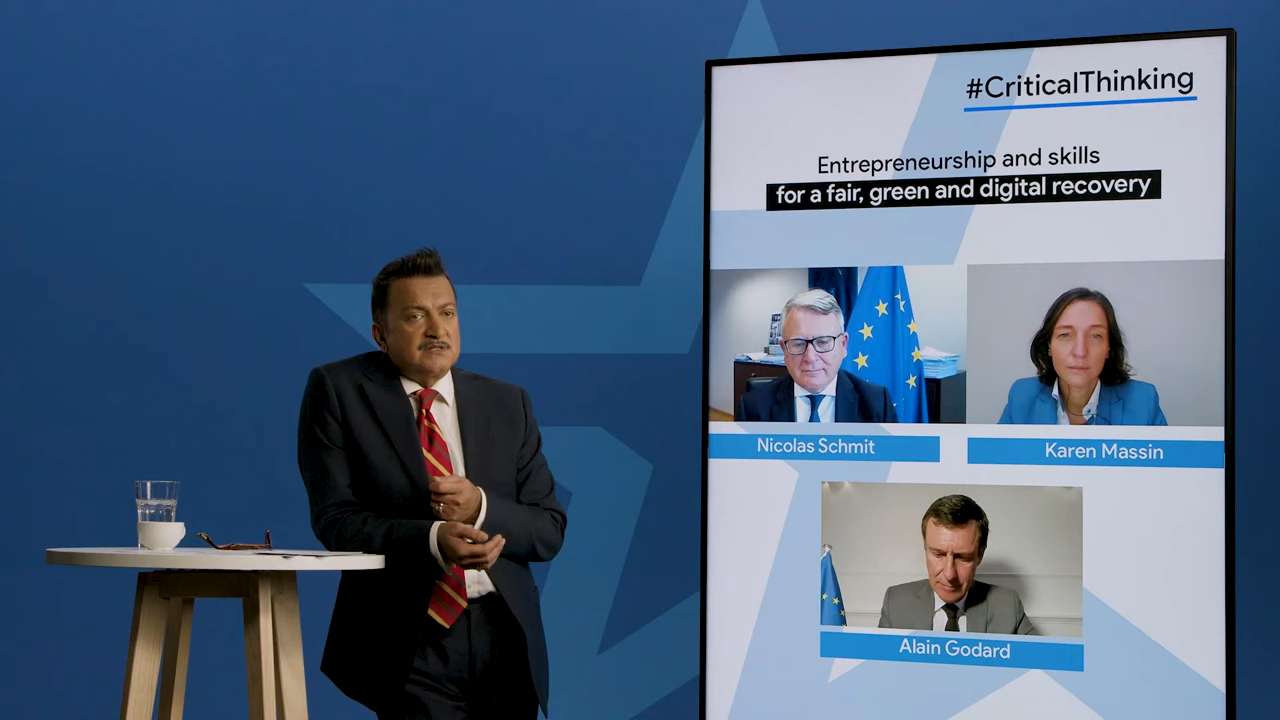 #CriticalThinking
Entrepreneurship and skills
for a fair, green and digital recovery
Nicolas Schmit
Karen Massin
Alain Godard